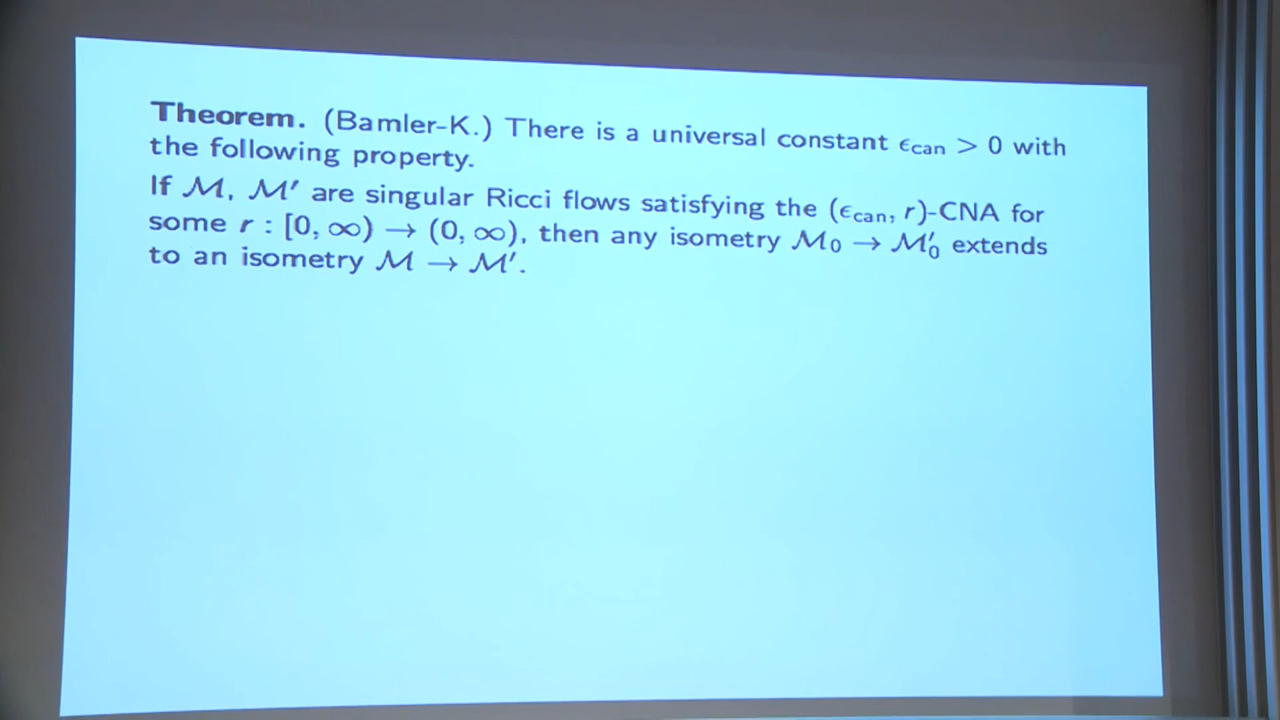 Theorem. (Bamler-K.) There is a universal constant ϵcan > 0 with
the following property.
If ℳ, ℳ′ are singular Ricci flows satisfying the (ϵcan, r)-CNA for
some r : [0, ∞) → (0, ∞), then any isometry ℳ0 → ℳ′0 extends
to an isometry ℳ → ℳ′.